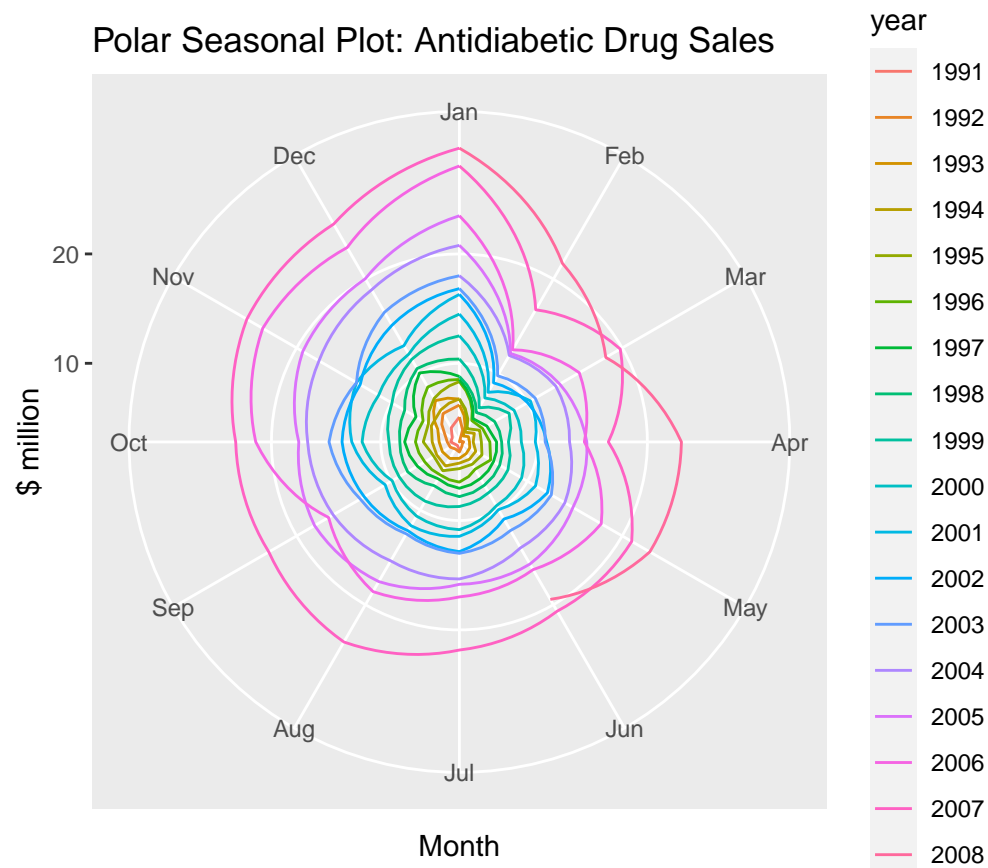 Polar Seasonal Plot: Antidiabetic Drug Sales
year
1991
1992
1993
1994
1995
1996
1997
1998
1999
2000
2001
2002
2003
2004
2005
2006
2007
2008
Jan
Feb
Mar
Apr
May
Jun
Jul
Aug
Sep
Oct
Nov
Dec
20
10
$ million
Month